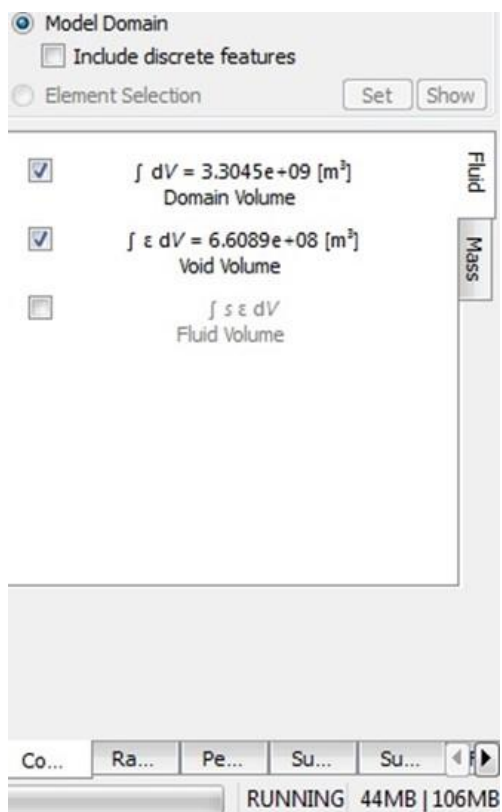 Model Domain
Include discrete features
Element Selection
Set
Show
∫ dV = 3.3045e+09 [m³]
Domain Volume
∫ ε dV = 6.6089e+08 [m³]
Void Volume
∫ s ε dV
Fluid Volume
Fluid
Mass
Co...
Ra...
Pe...
Su...
Su...
RUNNING
44MB | 106MB